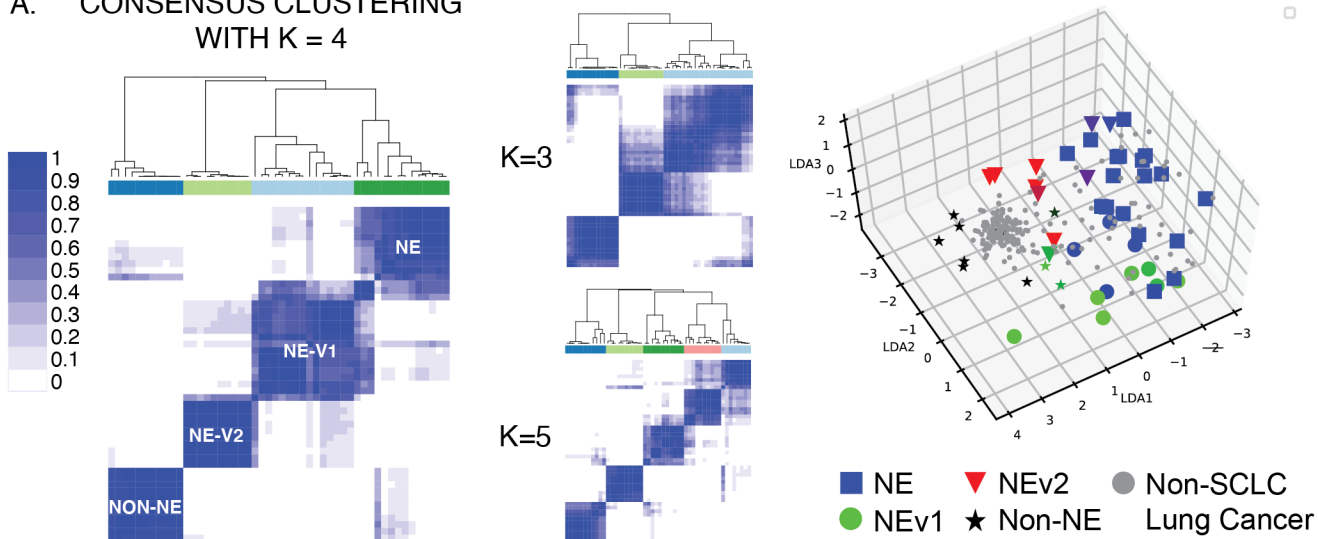 A. CONSENSUS CLUSTERING
WITH K = 4
1
0.9
0.8
0.7
0.6
0.5
0.4
0.3
0.2
0.1
0
NE
NE-V1
NE-V2
NON-NE
K=3
K=5
2
1
0
−1
−2
LDA3
−3
−2
−1
0
1
2
LDA2
4
3
2
1
0
−1
−2
−3
LDA1
NE
NEv2
Non-SCLC
NEv1
Non-NE
Lung Cancer